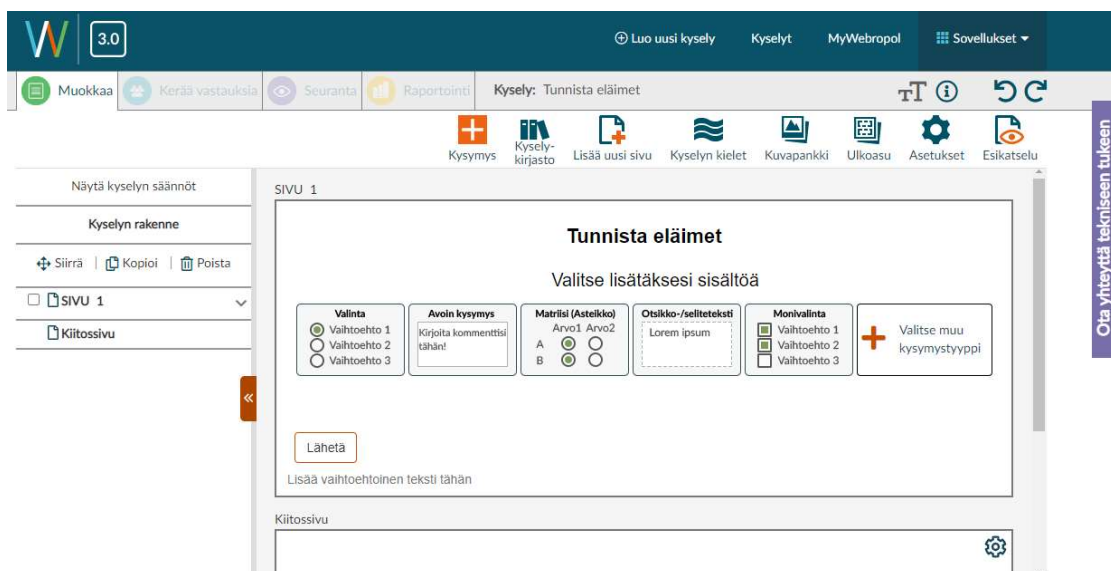 W 3.0
Luo uusi kysely Kyselyt MyWebropol Sovellukset
Muokkaa Kerää vastauksia Seuranta Raportointi Kysely: Tunnista eläimet
Kysymys Kysely-kirjasto Lisää uusi sivu Kyselyn kielet Kuvapankki Ulkoasu Asetukset Esikatselu
Ota yhteyttä tekniseen tukeen
Näytä kyselyn säännöt
Kyselyn rakenne
Siirrä | Kopioi | Poista
SIVU 1
Kiitossivu
«
SIVU 1
Tunnista eläimet
Valitse lisätäksesi sisältöä
Valinta
Vaihtoehto 1
Vaihtoehto 2
Vaihtoehto 3
Avoin kysymys
Kirjoita kommenttisi
tähän!
Matriisi (Asteikko)
Arvo1 Arvo2
A
B
Otsikko-/seliteteksti
Lorem ipsum
Monivalinta
Vaihtoehto 1
Vaihtoehto 2
Vaihtoehto 3
Valitse muu
kysymystyyppi
Lähetä
Lisää vaihtoehtoinen teksti tähän
Kiitossivu